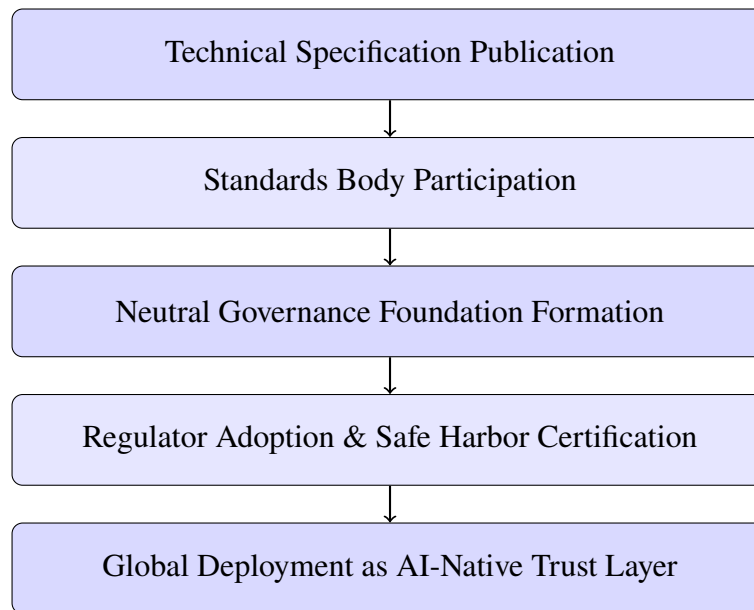 Technical Specification Publication
Standards Body Participation
Neutral Governance Foundation Formation
Regulator Adoption & Safe Harbor Certification
Global Deployment as AI-Native Trust Layer